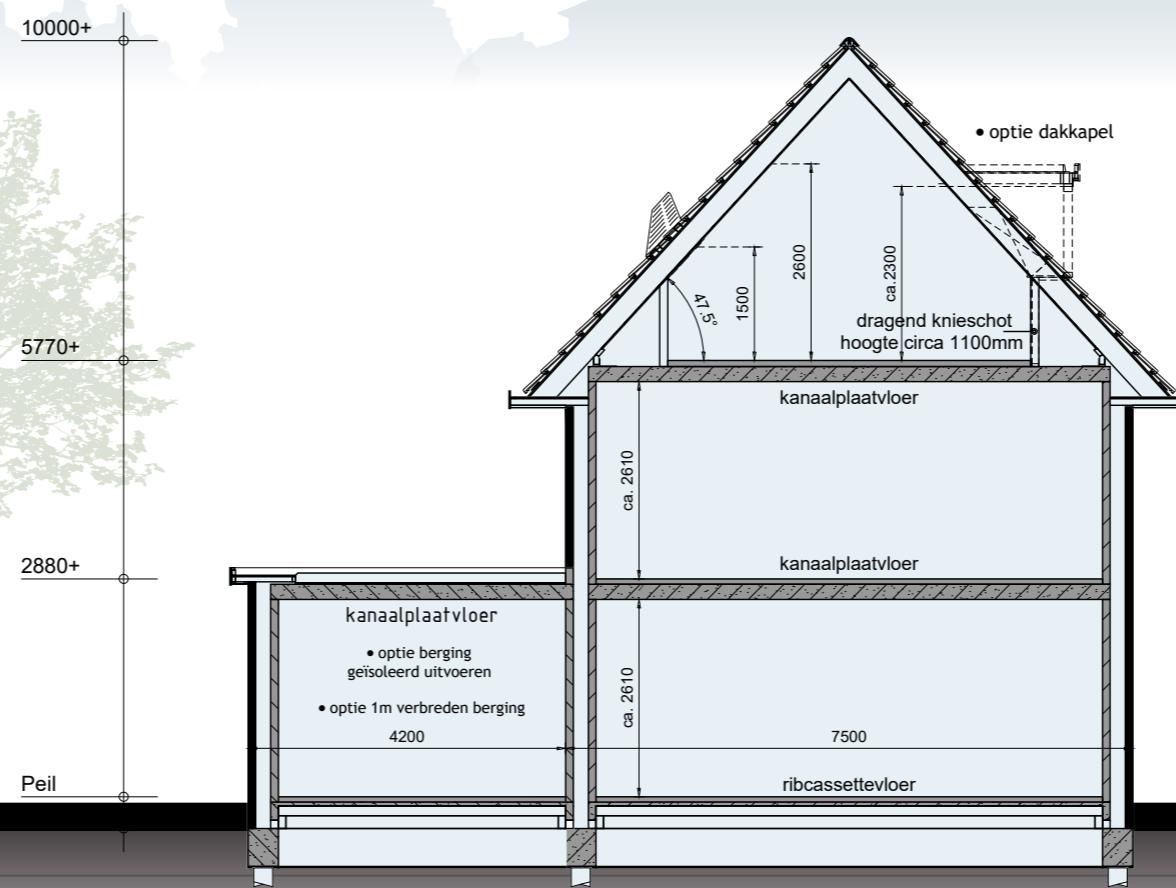 10000+
• optie dakkapel
2600
ca.2300
1500
47.5°
dragend knieschot
hoogte circa 1100mm
5770+
kanaalplaatvloer
ca. 2610
kanaalplaatvloer
2880+
kanaalplaatvloer
• optie berging
geïsoleerd uitvoeren
• optie 1m verbreden berging
ca. 2610
4200
7500
Peil
ribcassettevloer